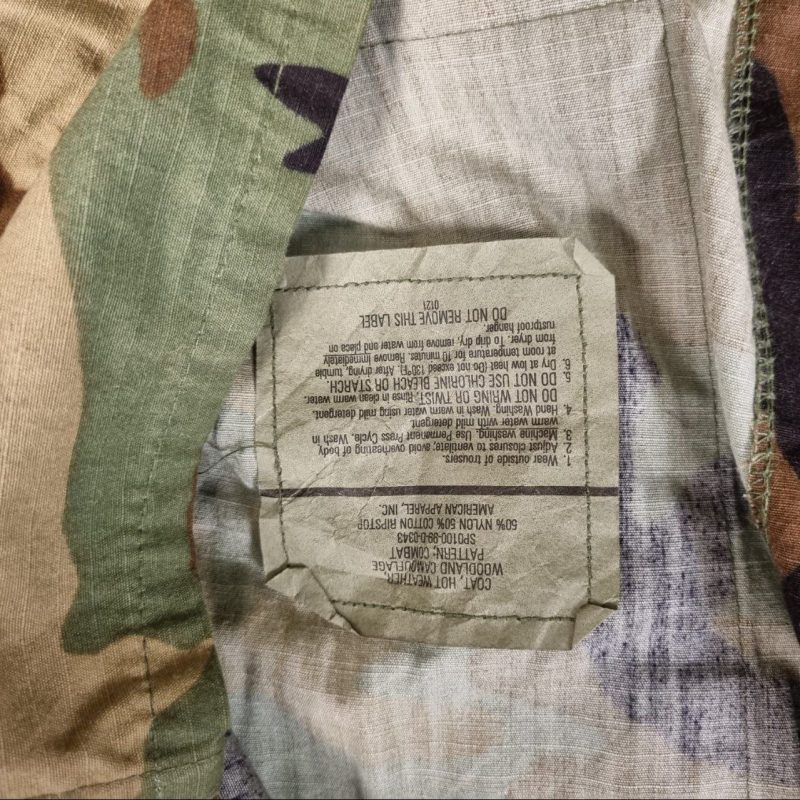 COAT, HOT WEATHER
WOODLAND CAMOUFLAGE
PATTERN; COMBAT
SP0100-99-D-0343
50% NYLON 50% COTTON RIPSTOP
AMERICAN APPAREL, INC.
1. Wear outside of trousers.
2. Adjust closures to ventilate; avoid overheating of body
3. Machine washing. Use Permanent Press Cycle. Wash in
warm water with mild detergent
4. Hand Washing. Wash in warm water using mild detergent.
DO NOT WRING OR TWIST. Rinse in clean warm water.
5. DO NOT USE CHLORINE BLEACH OR STARCH.
6. Dry at low heat (Do not exceed 130°F). After drying, tumble
at room temperature for 10 minutes. Remove immediately
from dryer. To drip dry, remove from water and place on
rustproof hanger.
0121
DO NOT REMOVE THIS LABEL